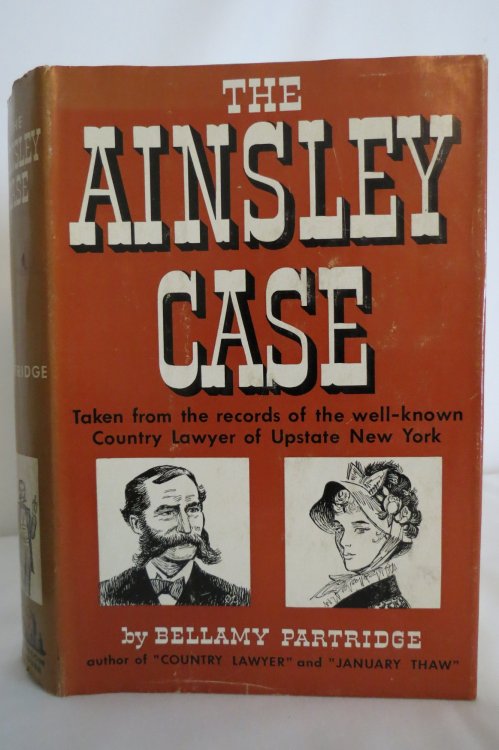 THE
AINSLEY
CASE
Taken from the records of the well-known
Country Lawyer of Upstate New York
by BELLAMY PARTRIDGE
author of "COUNTRY LAWYER" and "JANUARY THAW"
CASE